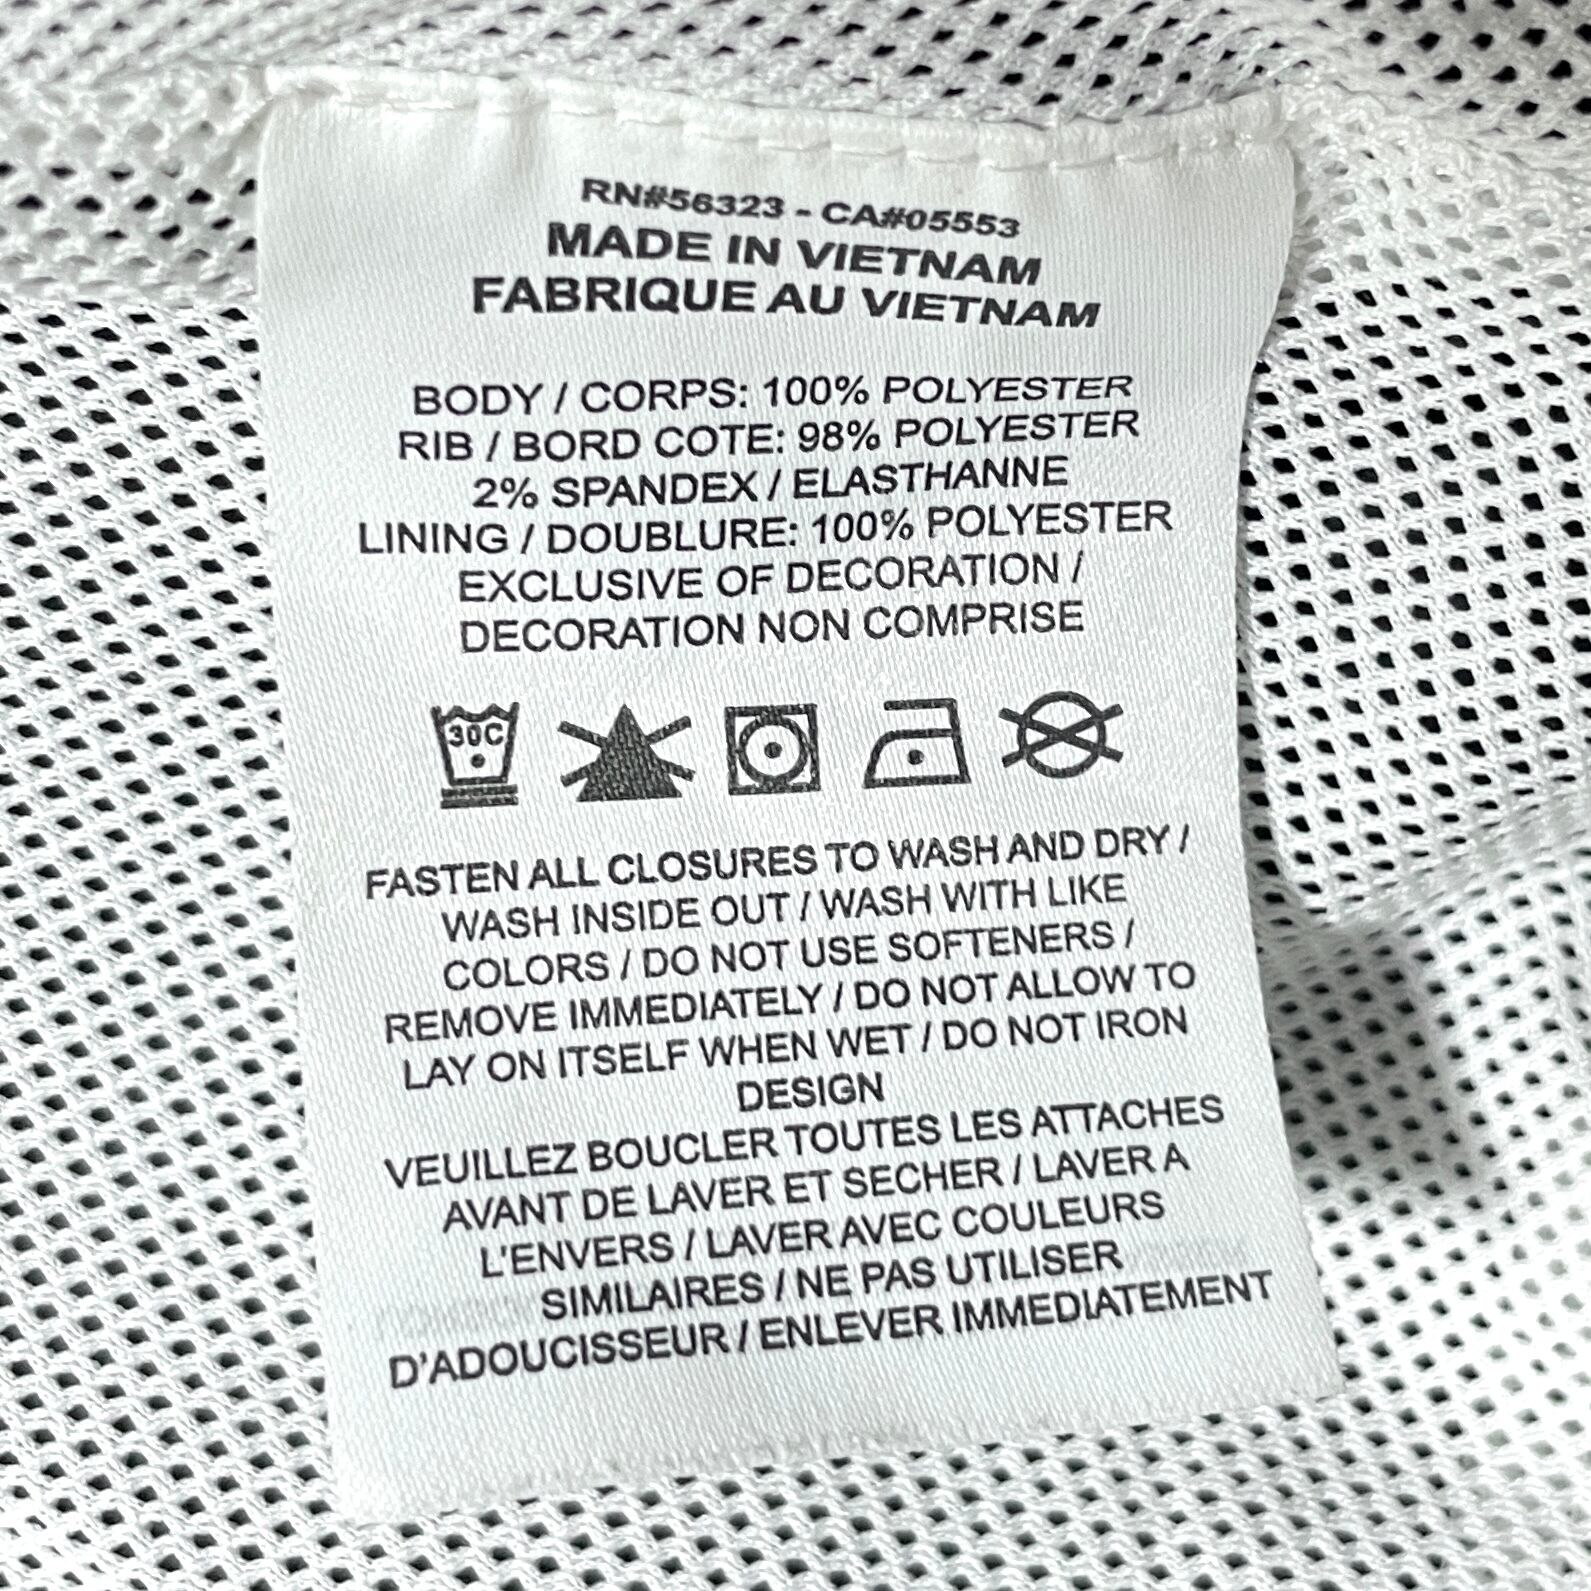 RN#56323 - CA#05553
MADE IN VIETNAM
FABRIQUE AU VIETNAM
BODY / CORPS: 100% POLYESTER
RIB / BORD COTE: 98% POLYESTER
2% SPANDEX / ELASTHANNE
LINING / DOUBLURE: 100% POLYESTER
EXCLUSIVE OF DECORATION /
DECORATION NON COMPRISE
30C
FASTEN ALL CLOSURES TO WASH AND DRY /
WASH INSIDE OUT / WASH WITH LIKE
COLORS / DO NOT USE SOFTENERS /
REMOVE IMMEDIATELY / DO NOT ALLOW TO
LAY ON ITSELF WHEN WET / DO NOT IRON
DESIGN
VEUILLEZ BOUCLER TOUTES LES ATTACHES
AVANT DE LAVER ET SECHER / LAVER A
L'ENVERS / LAVER AVEC COULEURS
SIMILAIRES / NE PAS UTILISER
D'ADOUCISSEUR / ENLEVER IMMEDIATEMENT